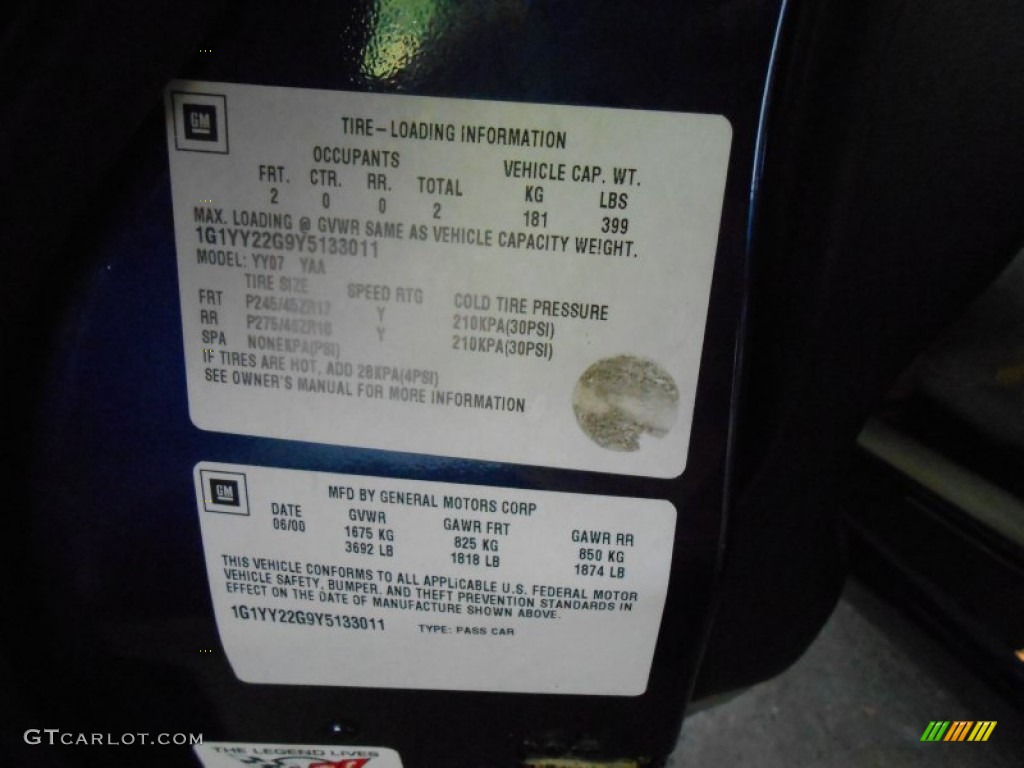 GM
TIRE-LOADING INFORMATION
OCCUPANTS VEHICLE CAP. WT.
FRT. CTR. RR. TOTAL KG LBS
2 0 0 2 181 399
MAX. LOADING @ GVWR SAME AS VEHICLE CAPACITY WEIGHT.
1G1YY22G9Y5133011
MODEL: YY07 YAA
TIRE SIZE SPEED RTG COLD TIRE PRESSURE
FRT P245/45ZR17 Y 210KPA(30PSI)
RR P275/40ZR18 Y 210KPA(30PSI)
SPA NONEKPA(PSI)
IF TIRES ARE HOT, ADD 28KPA(4PSI)
SEE OWNER'S MANUAL FOR MORE INFORMATION
GM
MFD BY GENERAL MOTORS CORP
DATE GVWR GAWR FRT GAWR RR
06/00 1675 KG 825 KG 850 KG
3692 LB 1818 LB 1874 LB
THIS VEHICLE CONFORMS TO ALL APPLICABLE U.S. FEDERAL MOTOR
VEHICLE SAFETY, BUMPER, AND THEFT PREVENTION STANDARDS IN
EFFECT ON THE DATE OF MANUFACTURE SHOWN ABOVE.
1G1YY22G9Y5133011 TYPE: PASS CAR
THE LEGEND LIVES
GTCARLOT.COM